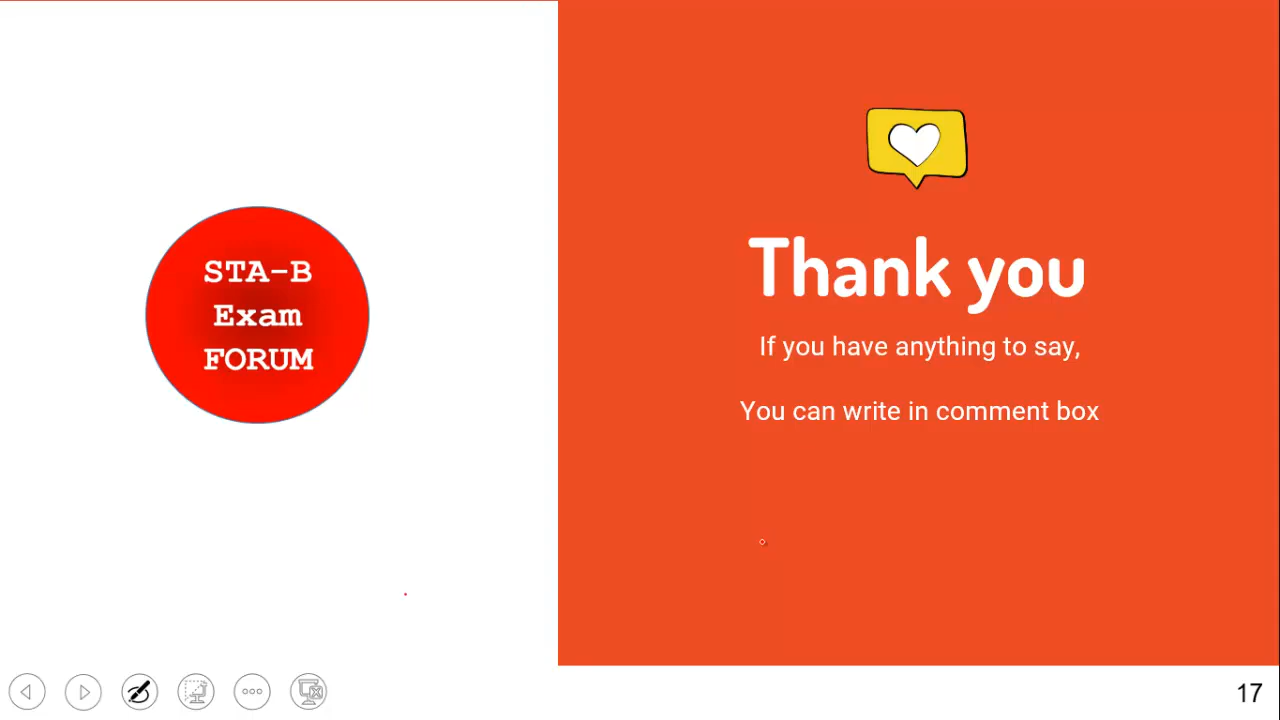 STA-B
Exam
FORUM
Thank you
If you have anything to say,
You can write in comment box
17